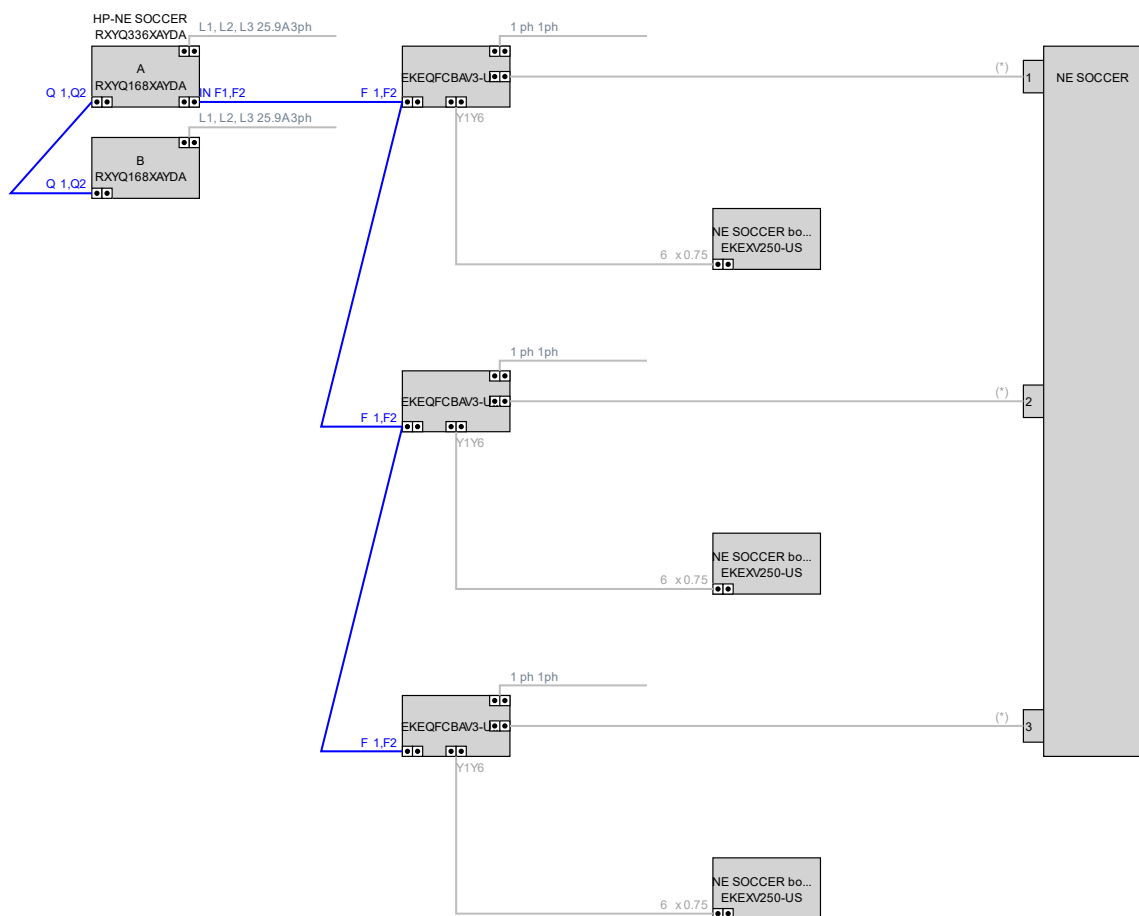 HP-NE SOCCER
RXYQ336XAYDA
L1, L2, L3 25.9A3ph
A
RXYQ168XAYDA
Q 1,Q2
IN F1,F2
L1, L2, L3 25.9A3ph
B
RXYQ168XAYDA
Q 1,Q2
1 ph 1ph
EKEQFCBAV3-U
F 1,F2
Y1Y6
(*)
1
NE SOCCER
NE SOCCER bo...
EKEXV250-US
6 x 0.75
1 ph 1ph
EKEQFCBAV3-U
F 1,F2
Y1Y6
(*)
2
NE SOCCER bo...
EKEXV250-US
6 x 0.75
1 ph 1ph
EKEQFCBAV3-U
F 1,F2
Y1Y6
(*)
3
NE SOCCER bo...
EKEXV250-US
6 x 0.75